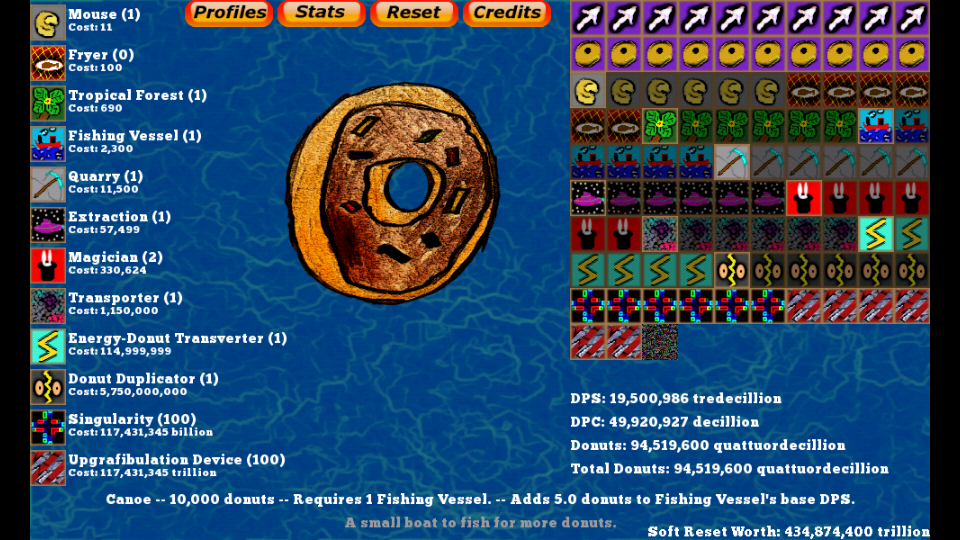 Profiles Stats Reset Credits
Mouse (1)
Cost: 11
Fryer (0)
Cost: 100
Tropical Forest (1)
Cost: 690
Fishing Vessel (1)
Cost: 2,300
Quarry (1)
Cost: 11,500
Extraction (1)
Cost: 57,499
Magician (2)
Cost: 330,624
Transporter (1)
Cost: 1,150,000
Energy-Donut Transverter (1)
Cost: 114,999,999
Donut Duplicator (1)
Cost: 5,750,000,000
Singularity (100)
Cost: 117,431,345 billion
Upgrafibulation Device (100)
Cost: 117,431,345 trillion
DPS: 19,500,986 tredecillion
DPC: 49,920,927 decillion
Donuts: 94,519,600 quattuordecillion
Total Donuts: 94,519,600 quattuordecillion
Canoe -- 10,000 donuts -- Requires 1 Fishing Vessel. -- Adds 5.0 donuts to Fishing Vessel's base DPS.
A small boat to fish for more donuts.
Soft Reset Worth: 434,874,400 trillion